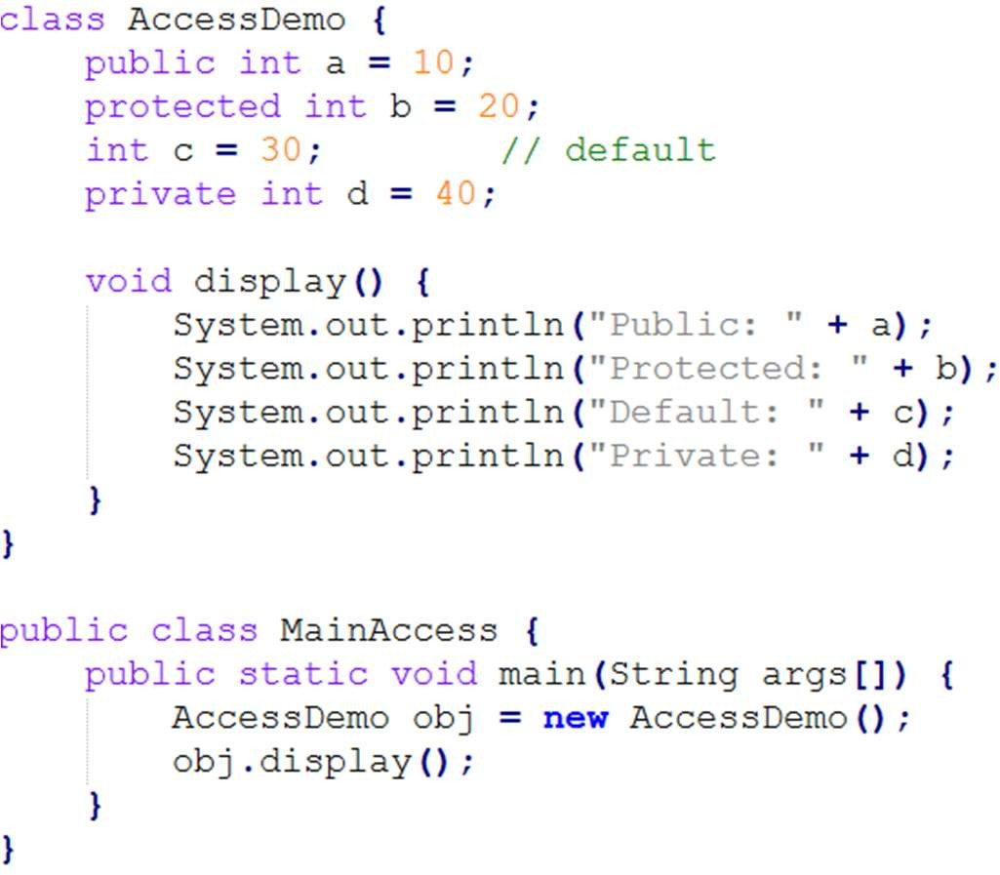 class AccessDemo {
    public int a = 10;
    protected int b = 20;
    int c = 30;        // default
    private int d = 40;

    void display() {
        System.out.println("Public: " + a);
        System.out.println("Protected: " + b);
        System.out.println("Default: " + c);
        System.out.println("Private: " + d);
    }
}

public class MainAccess {
    public static void main(String args[]) {
        AccessDemo obj = new AccessDemo();
        obj.display();
    }
}